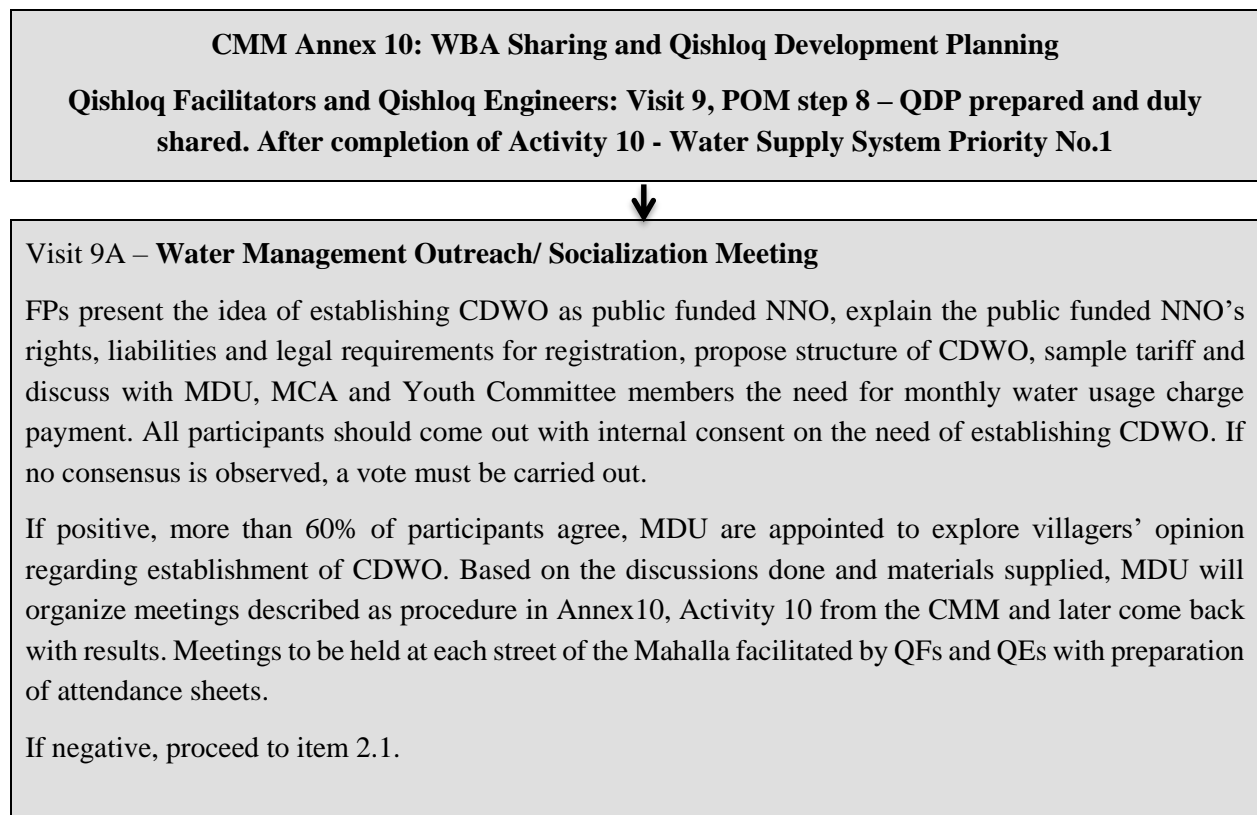 CMM Annex 10: WBA Sharing and Qishloq Development Planning
Qishloq Facilitators and Qishloq Engineers: Visit 9, POM step 8 – QDP prepared and duly
shared. After completion of Activity 10 - Water Supply System Priority No.1
Visit 9A – Water Management Outreach/ Socialization Meeting
FPs present the idea of establishing CDWO as public funded NNO, explain the public funded NNO’s
rights, liabilities and legal requirements for registration, propose structure of CDWO, sample tariff and
discuss with MDU, MCA and Youth Committee members the need for monthly water usage charge
payment. All participants should come out with internal consent on the need of establishing CDWO. If
no consensus is observed, a vote must be carried out.
If positive, more than 60% of participants agree, MDU are appointed to explore villagers’ opinion
regarding establishment of CDWO. Based on the discussions done and materials supplied, MDU will
organize meetings described as procedure in Annex10, Activity 10 from the CMM and later come back
with results. Meetings to be held at each street of the Mahalla facilitated by QFs and QEs with preparation
of attendance sheets.
If negative, proceed to item 2.1.